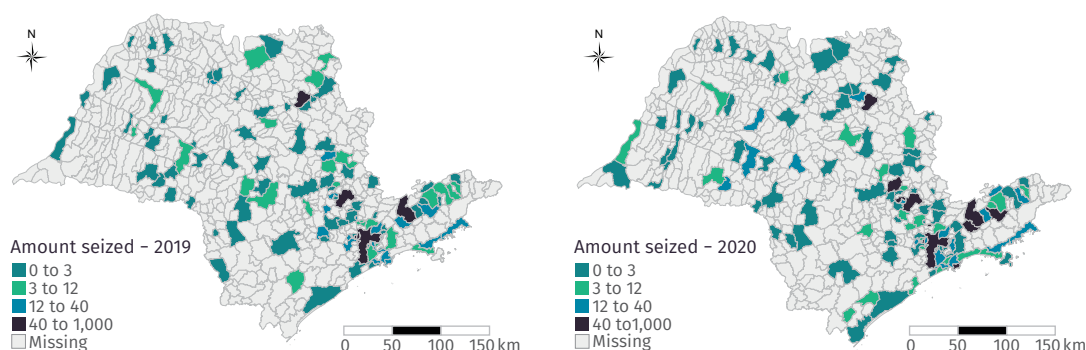 N
Amount seized – 2019
0 to 3
3 to 12
12 to 40
40 to 1,000
Missing
0 50 100 150 km
N
Amount seized – 2020
0 to 3
3 to 12
12 to 40
40 to1,000
Missing
0 50 100 150 km